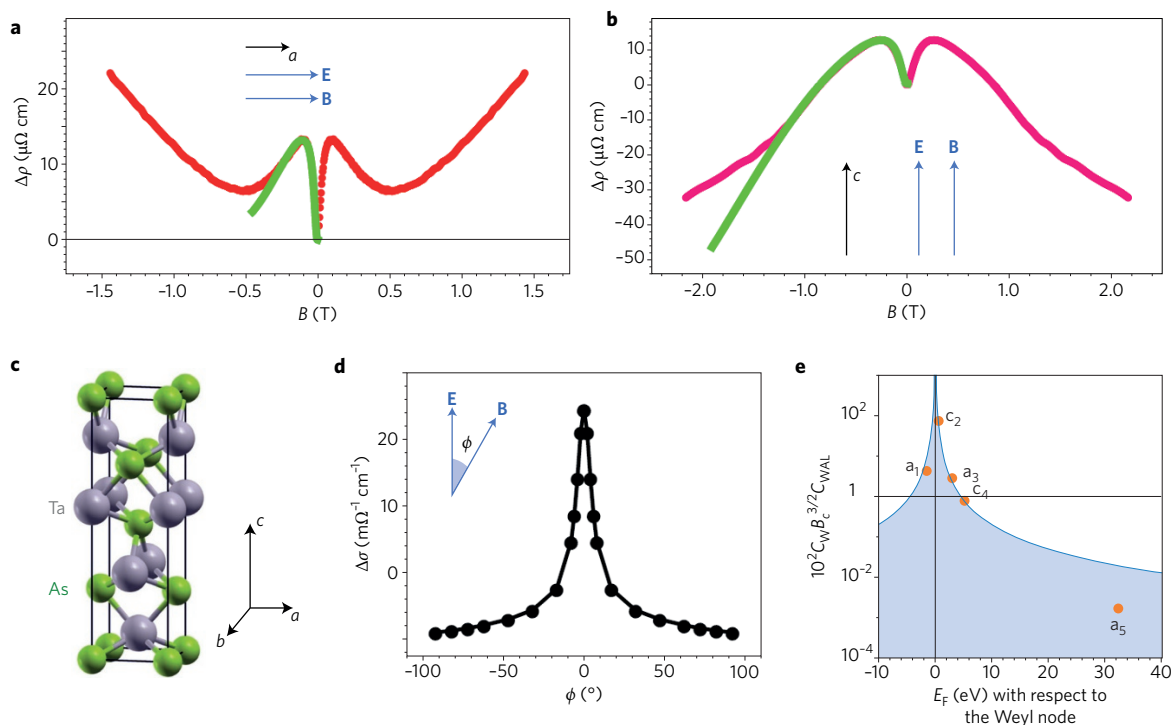 a
a
E
B
20
10
0
Δρ (μΩ cm)
−1.5
−1.0
−0.5
0
0.5
1.0
1.5
B (T)
b
10
0
−10
−20
−30
−40
−50
Δρ (μΩ cm)
E
B
c
−2.0
−1.0
0
1.0
2.0
B (T)
c
Ta
As
c
a
b
d
E
B
ϕ
20
10
0
Δσ (mΩ⁻¹ cm⁻¹)
−100
−50
0
50
100
ϕ (°)
e
10²
1
10⁻²
10⁻⁴
10²C_W B_c^3/2 C_WAL
c₂
a₁
a₃
c₄
a₅
−10
0
10
20
30
40
E_F (eV) with respect to
the Weyl node